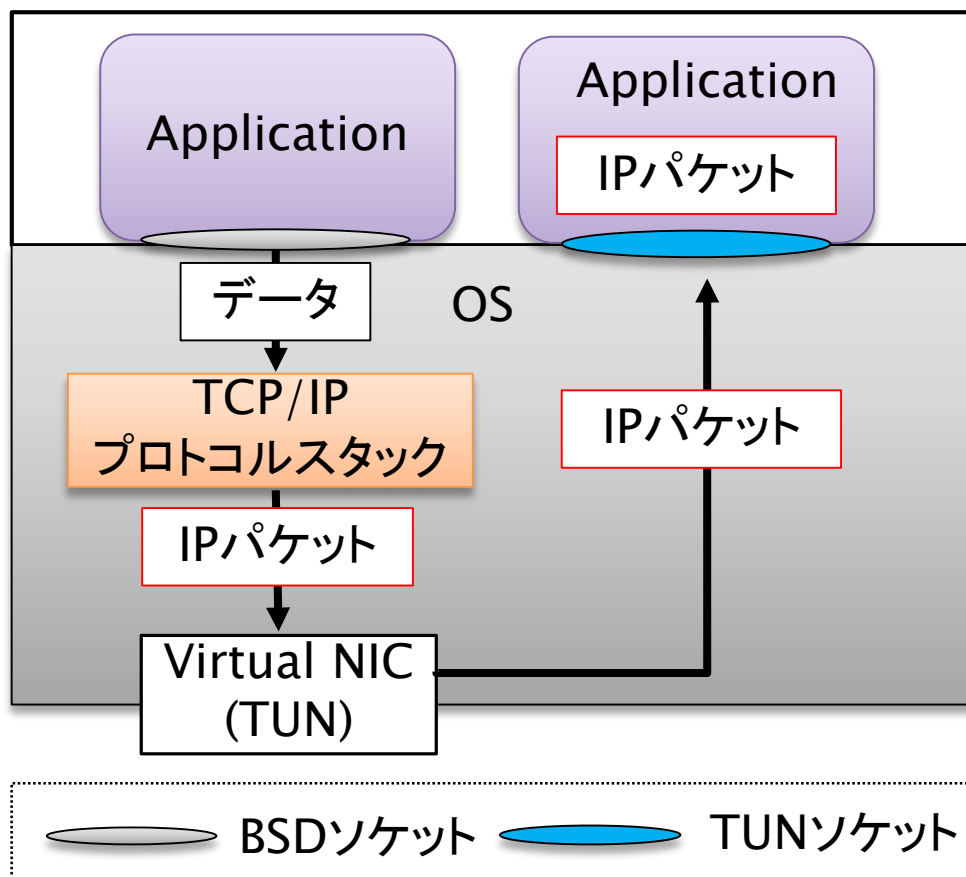 Application
Application
IPパケット
データ
OS
TCP/IP
プロトコルスタック
IPパケット
IPパケット
Virtual NIC
(TUN)
BSDソケット
TUNソケット